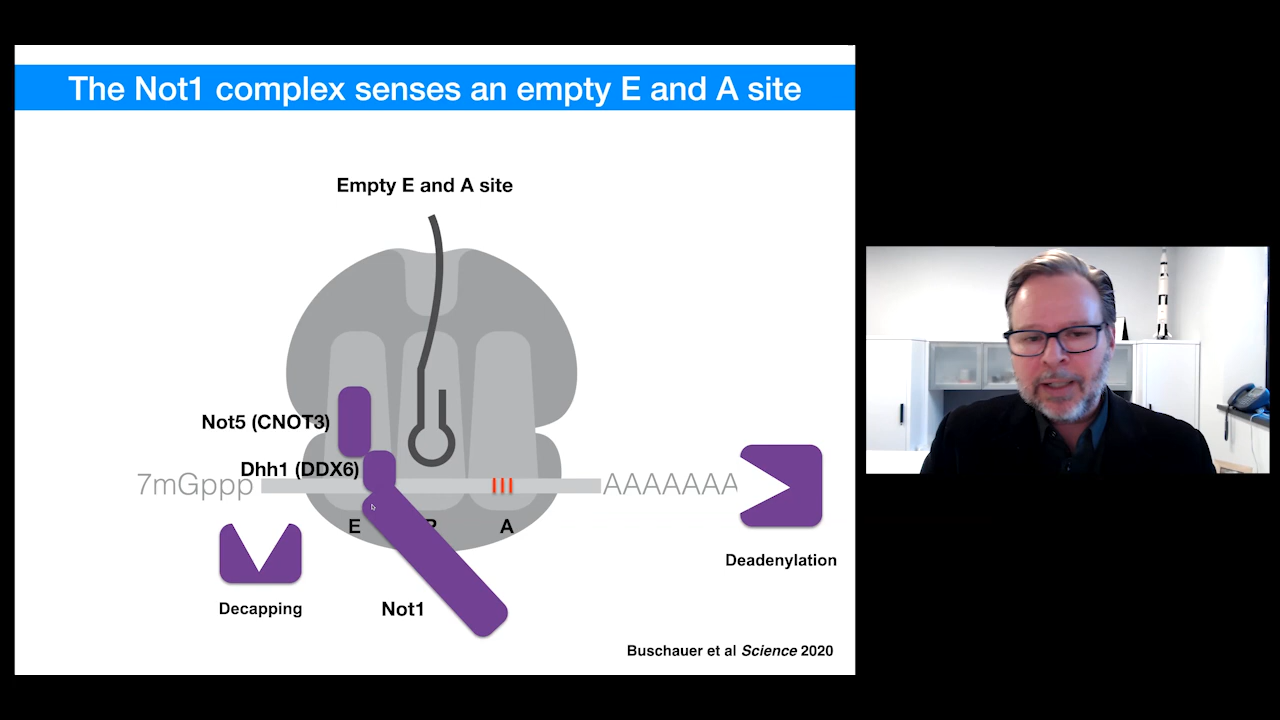 The Not1 complex senses an empty E and A site
Empty E and A site
Not5 (CNOT3)
Dhh1 (DDX6)
7mGppp
AAAAAAA
E
P
A
Deadenylation
Decapping
Not1
Buschauer et al Science 2020